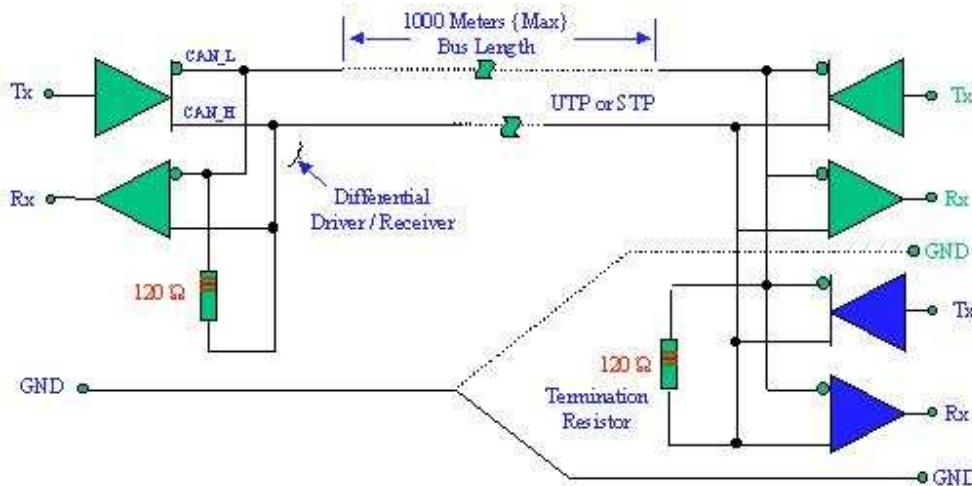 1000 Meters {Max}
Bus Length
CAN_L
Tx
Tx
CAN_H
UTP or STP
Rx
Differential
Driver / Receiver
Rx
GND
120 Ω
Tx
120 Ω
GND
Termination
Resistor
Rx
GND